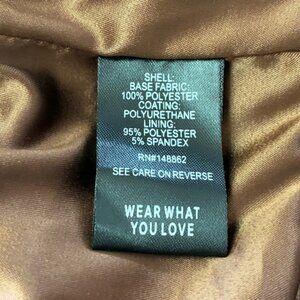 SHELL:
BASE FABRIC:
100% POLYESTER
COATING:
POLYURETHANE
LINING:
95% POLYESTER
5% SPANDEX
RN#148862
SEE CARE ON REVERSE
WEAR WHAT
YOU LOVE